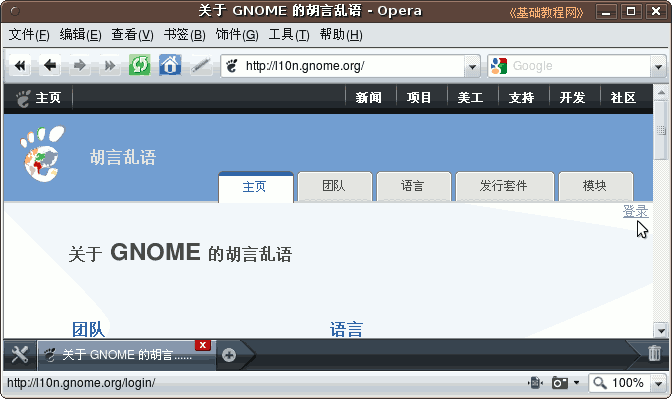 关于 GNOME 的胡言乱语 - Opera
《基础教程网》
文件(F) 编辑(E) 查看(V) 书签(B) 饰件(G) 工具(T) 帮助(H)
http://l10n.gnome.org/
Google
主页 新闻 项目 美工 支持 开发 社区
胡言乱语
主页 团队 语言 发行套件 模块
登录
关于 GNOME 的胡言乱语
团队 语言
关于 GNOME 的胡言...... x
http://l10n.gnome.org/login/
100%